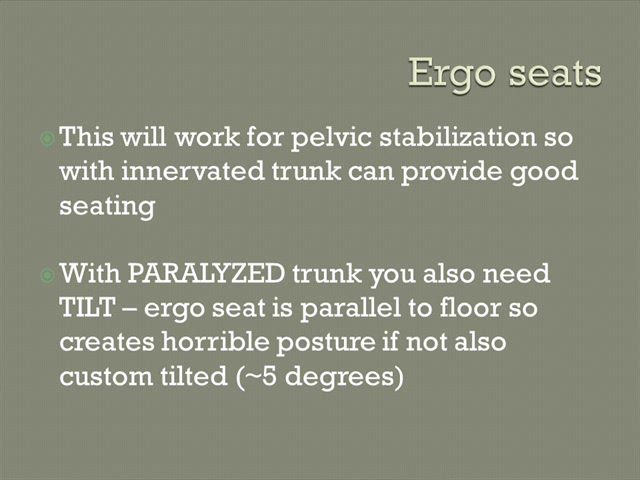 Ergo seats
This will work for pelvic stabilization so
with innervated trunk can provide good
seating
With PARALYZED trunk you also need
TILT – ergo seat is parallel to floor so
creates horrible posture if not also
custom tilted (~5 degrees)